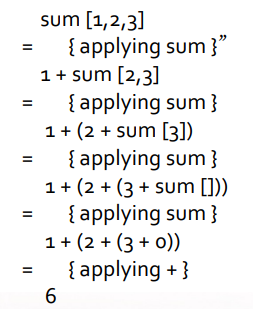 sum [1,2,3]
= { applying sum }”
1 + sum [2,3]
= { applying sum }
1 + (2 + sum [3])
= { applying sum }
1 + (2 + (3 + sum []))
= { applying sum }
1 + (2 + (3 + 0))
= { applying + }
6